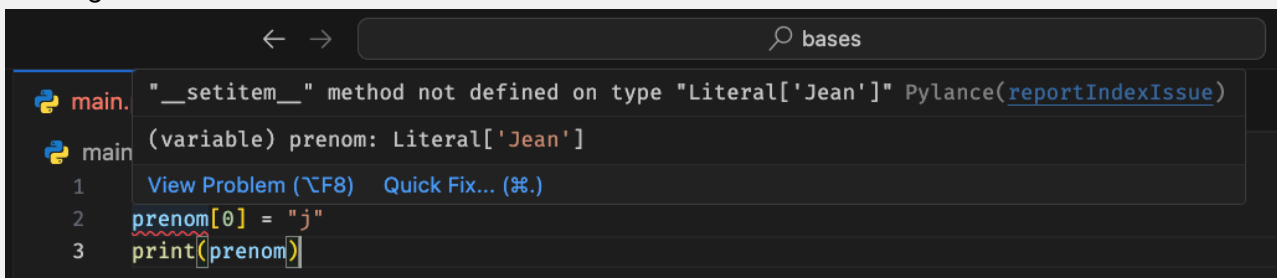 bases
main.
"__setitem__" method not defined on type "Literal['Jean']" Pylance(reportIndexIssue)
(variable) prenom: Literal['Jean']
main
View Problem (⌥F8) Quick Fix... (⌘.)
1
2 prenom[0] = "j"
3 print(prenom)